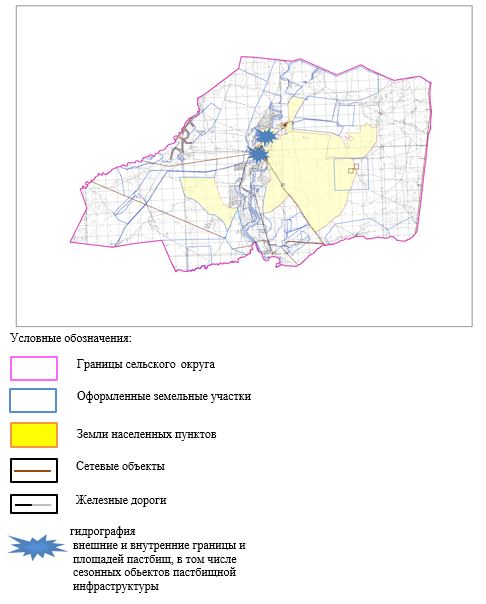 Условные обозначения:
Границы сельского округа
Оформленные земельные участки
Земли населенных пунктов
Сетевые объекты
Железные дороги
гидрография
внешние и внутренние границы и
площадей пастбищ, в том числе
сезонных обьектов пастбищной
инфраструктуры